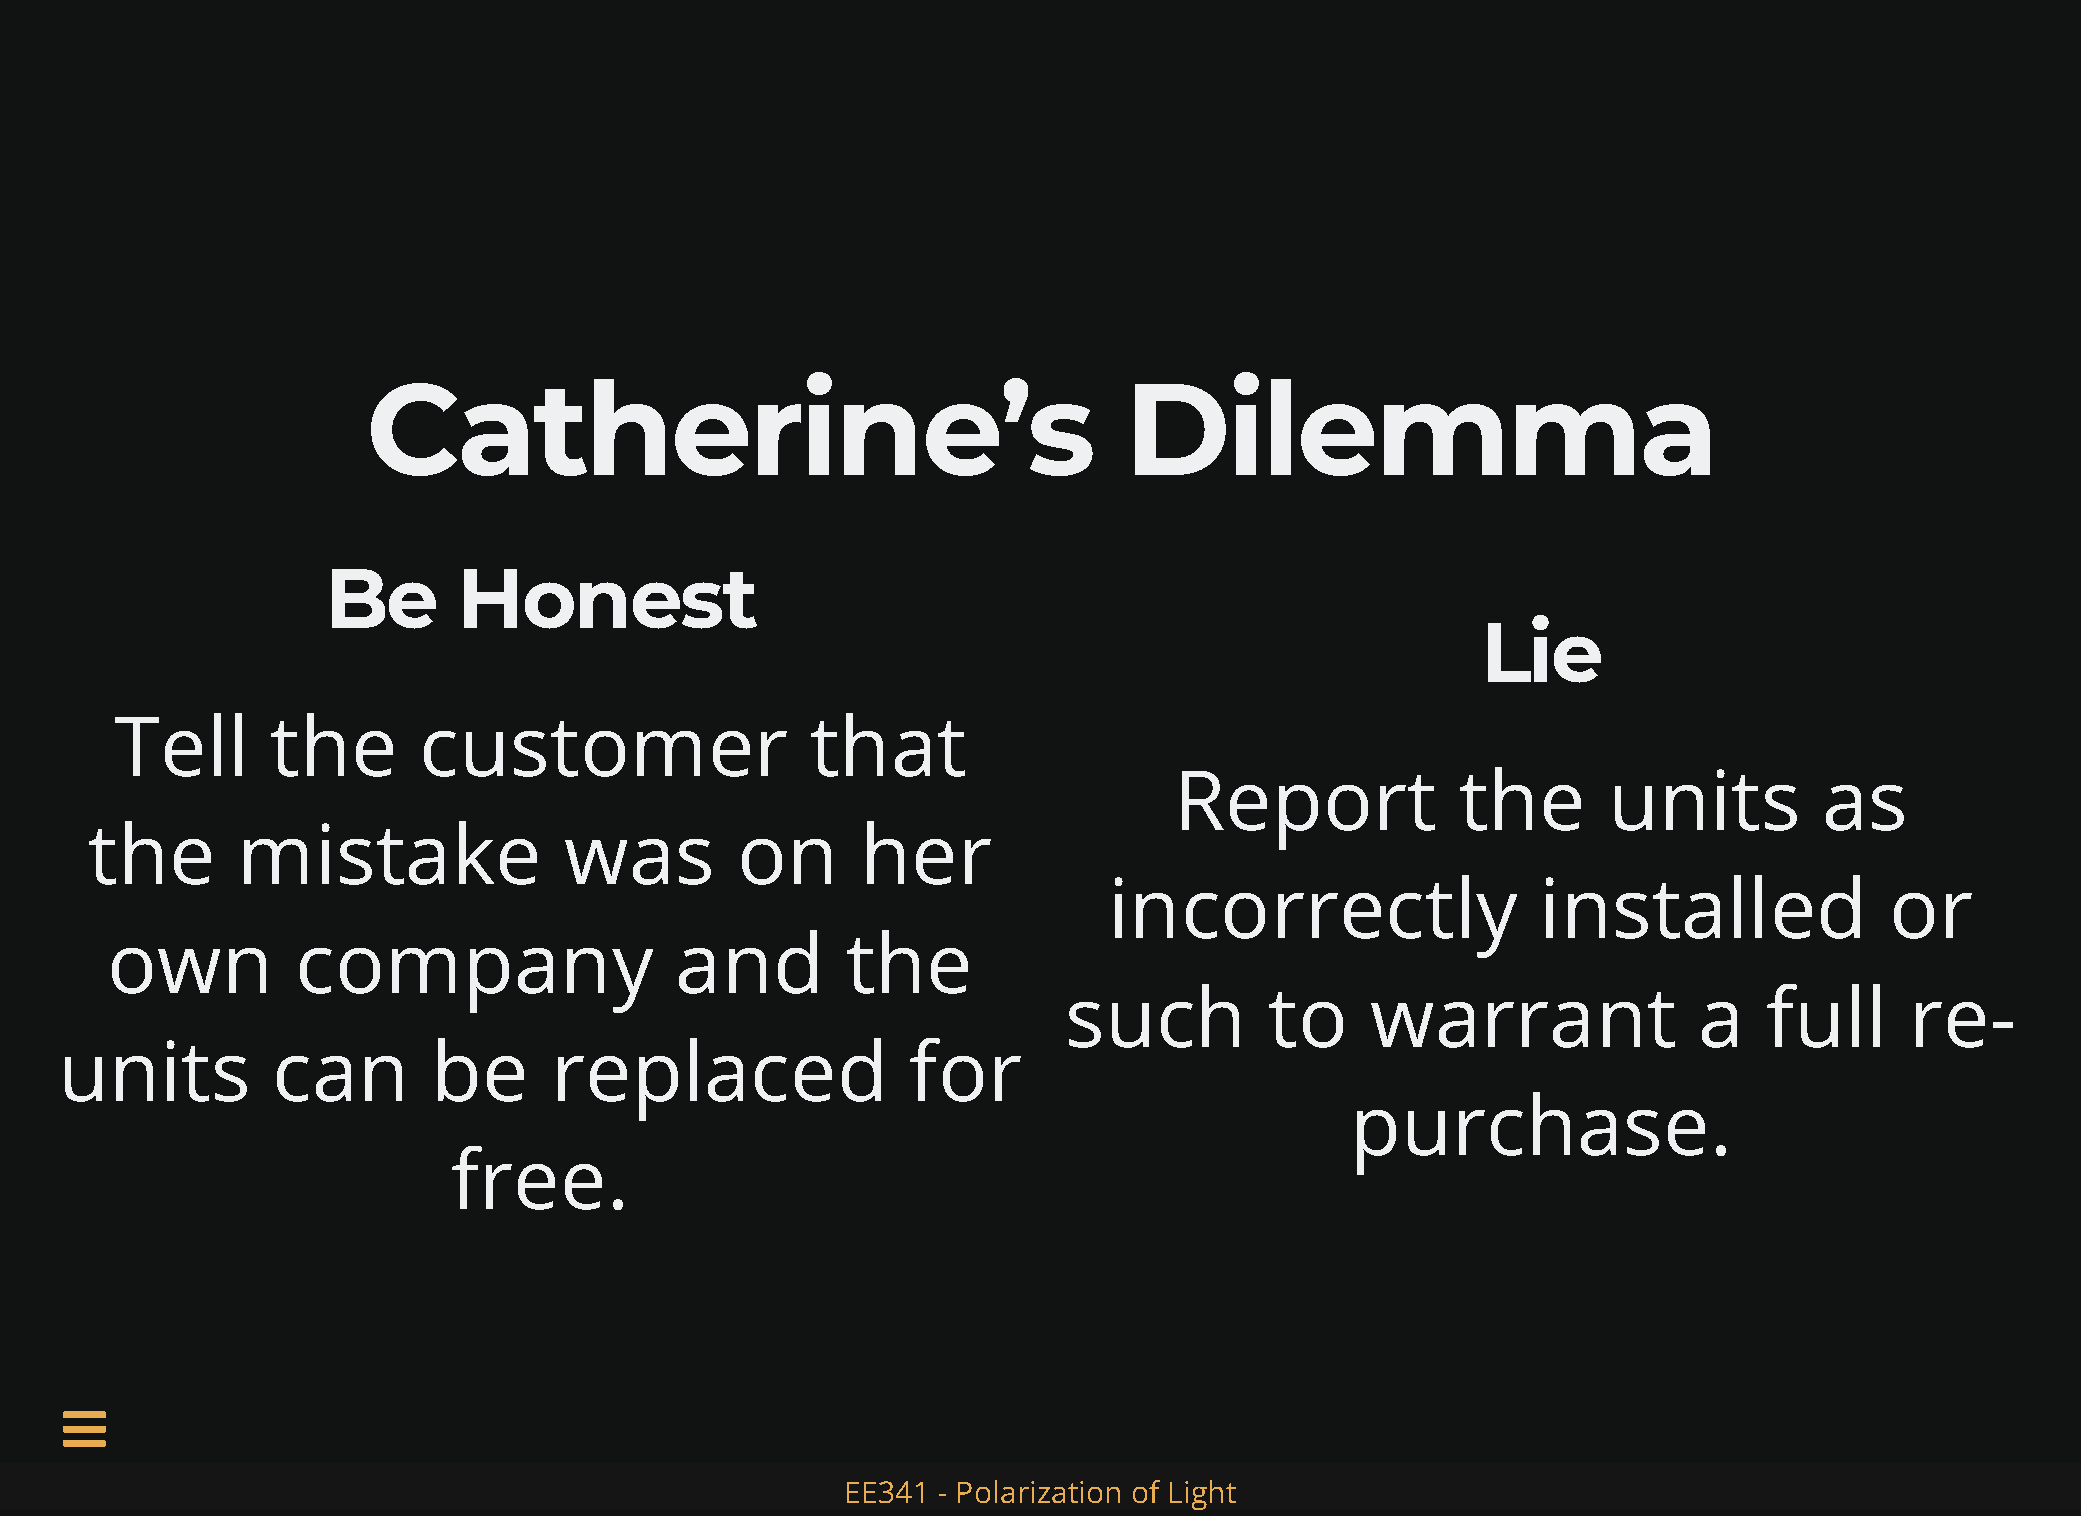 Catherine’s Dilemma
Be Honest
Tell the customer that
the mistake was on her
own company and the
units can be replaced for
free.
Lie
Report the units as
incorrectly installed or
such to warrant a full re-
purchase.
EE341 - Polarization of Light